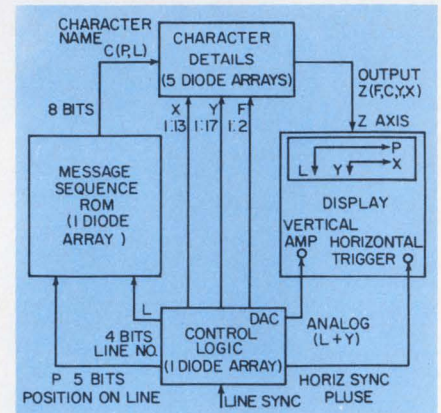 CHARACTER
NAME
C(P,L)
CHARACTER
DETAILS
(5 DIODE ARRAYS)
OUTPUT
Z(F,C,Y,X)
8 BITS
X
1:13
Y
1:17
F
1:2
Z AXIS
MESSAGE
SEQUENCE
ROM
(1 DIODE
ARRAY)
P
L
Y
X
DISPLAY
VERTICAL
AMP
HORIZONTAL
TRIGGER
L
4 BITS
LINE NO.
DAC
CONTROL
LOGIC
(1 DIODE ARRAY)
ANALOG
(L+Y)
P 5 BITS
POSITION ON LINE
LINE SYNC
HORIZ SYNC
PLUSE